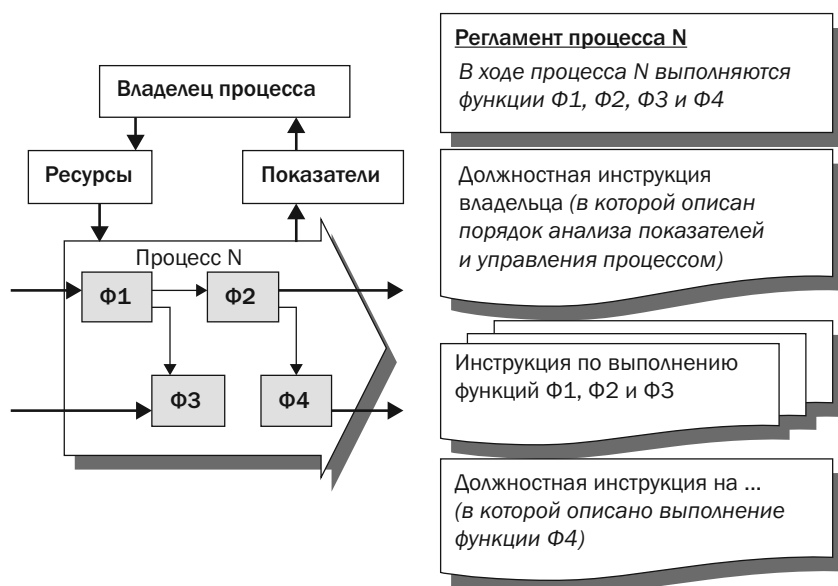 Владелец процесса
Ресурсы
Показатели
Процесс N
Ф1
Ф2
Ф3
Ф4
Регламент процесса N
В ходе процесса N выполняются
функции Ф1, Ф2, Ф3 и Ф4
Должностная инструкция
владельца (в которой описан
порядок анализа показателей
и управления процессом)
Инструкция по выполнению
функций Ф1, Ф2 и Ф3
Должностная инструкция на ...
(в которой описано выполнение
функции Ф4)